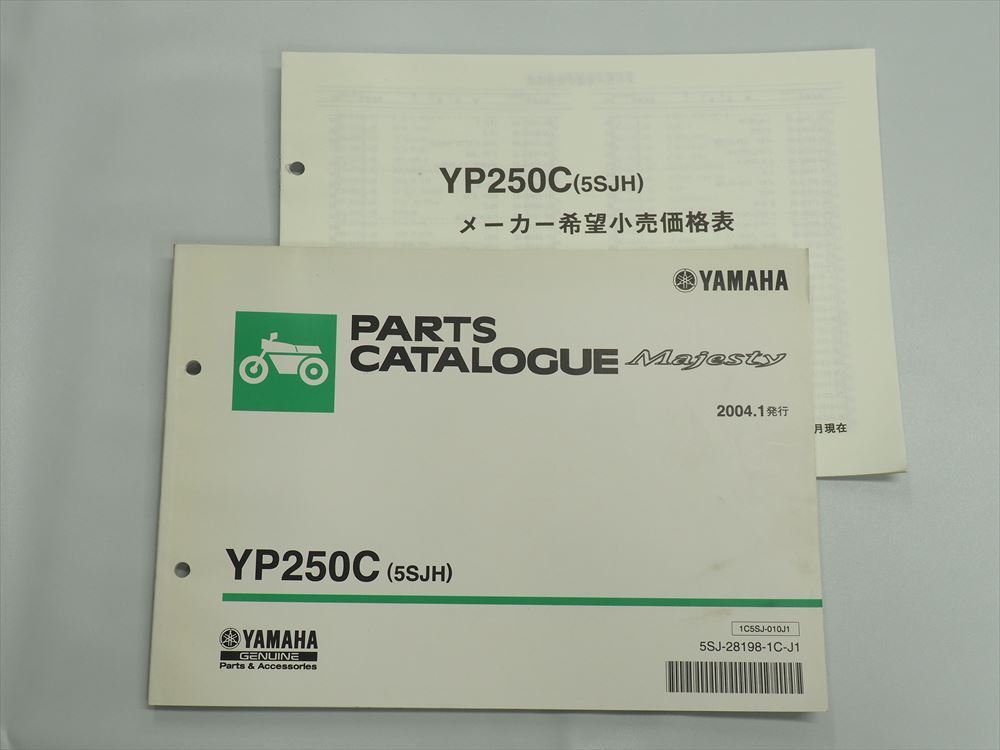 YP250C(5SJH)
メーカー希望小売価格表
月現在
YAMAHA
PARTS
CATALOGUE Majesty
2004.1発行
YP250C (5SJH)
YAMAHA
GENUINE
Parts & Accessories
1C5SJ-010J1
5SJ-28198-1C-J1